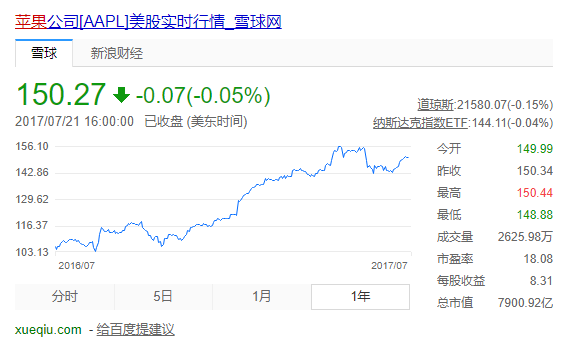 苹果公司[AAPL]美股实时行情_雪球网
雪球 新浪财经
150.27 -0.07(-0.05%)
2017/07/21 16:00:00 已收盘 (美东时间)
道琼斯:21580.07(-0.15%)
纳斯达克指数ETF:144.11(-0.04%)
156.10
142.86
129.62
116.37
103.13
2016/07 2017/07
分时 5日 1月 1年
今开 149.99
昨收 150.34
最高 150.44
最低 148.88
成交量 2625.98万
市盈率 18.08
每股收益 8.31
总市值 7900.92亿
xueqiu.com - 给百度提建议